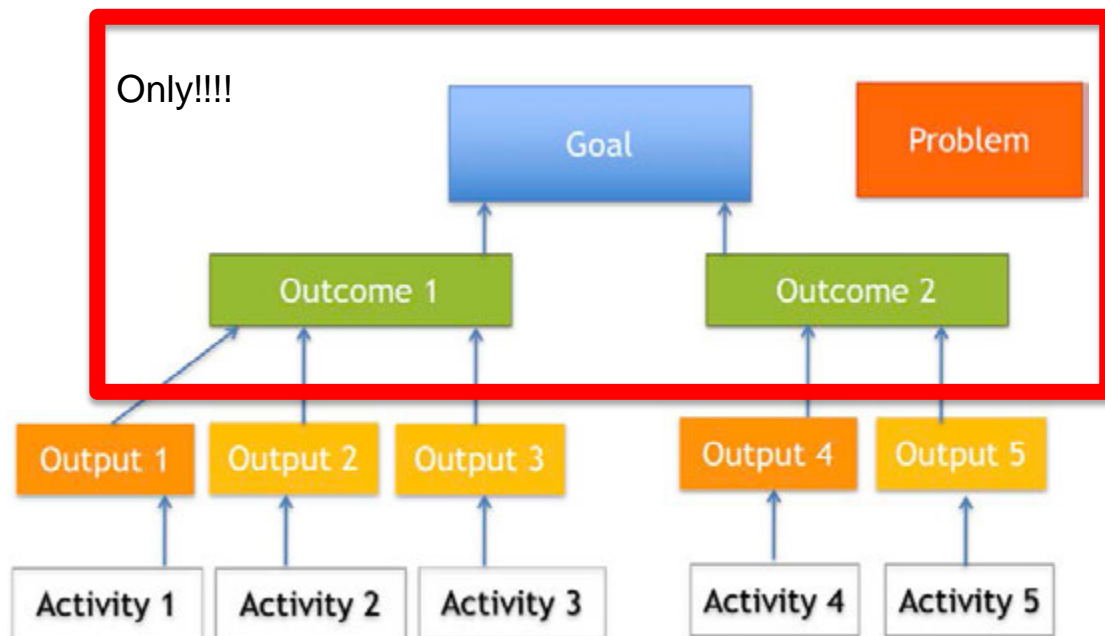 Only!!!!
Goal
Problem
Outcome 1
Outcome 2
Output 1
Output 2
Output 3
Output 4
Output 5
Activity 1
Activity 2
Activity 3
Activity 4
Activity 5